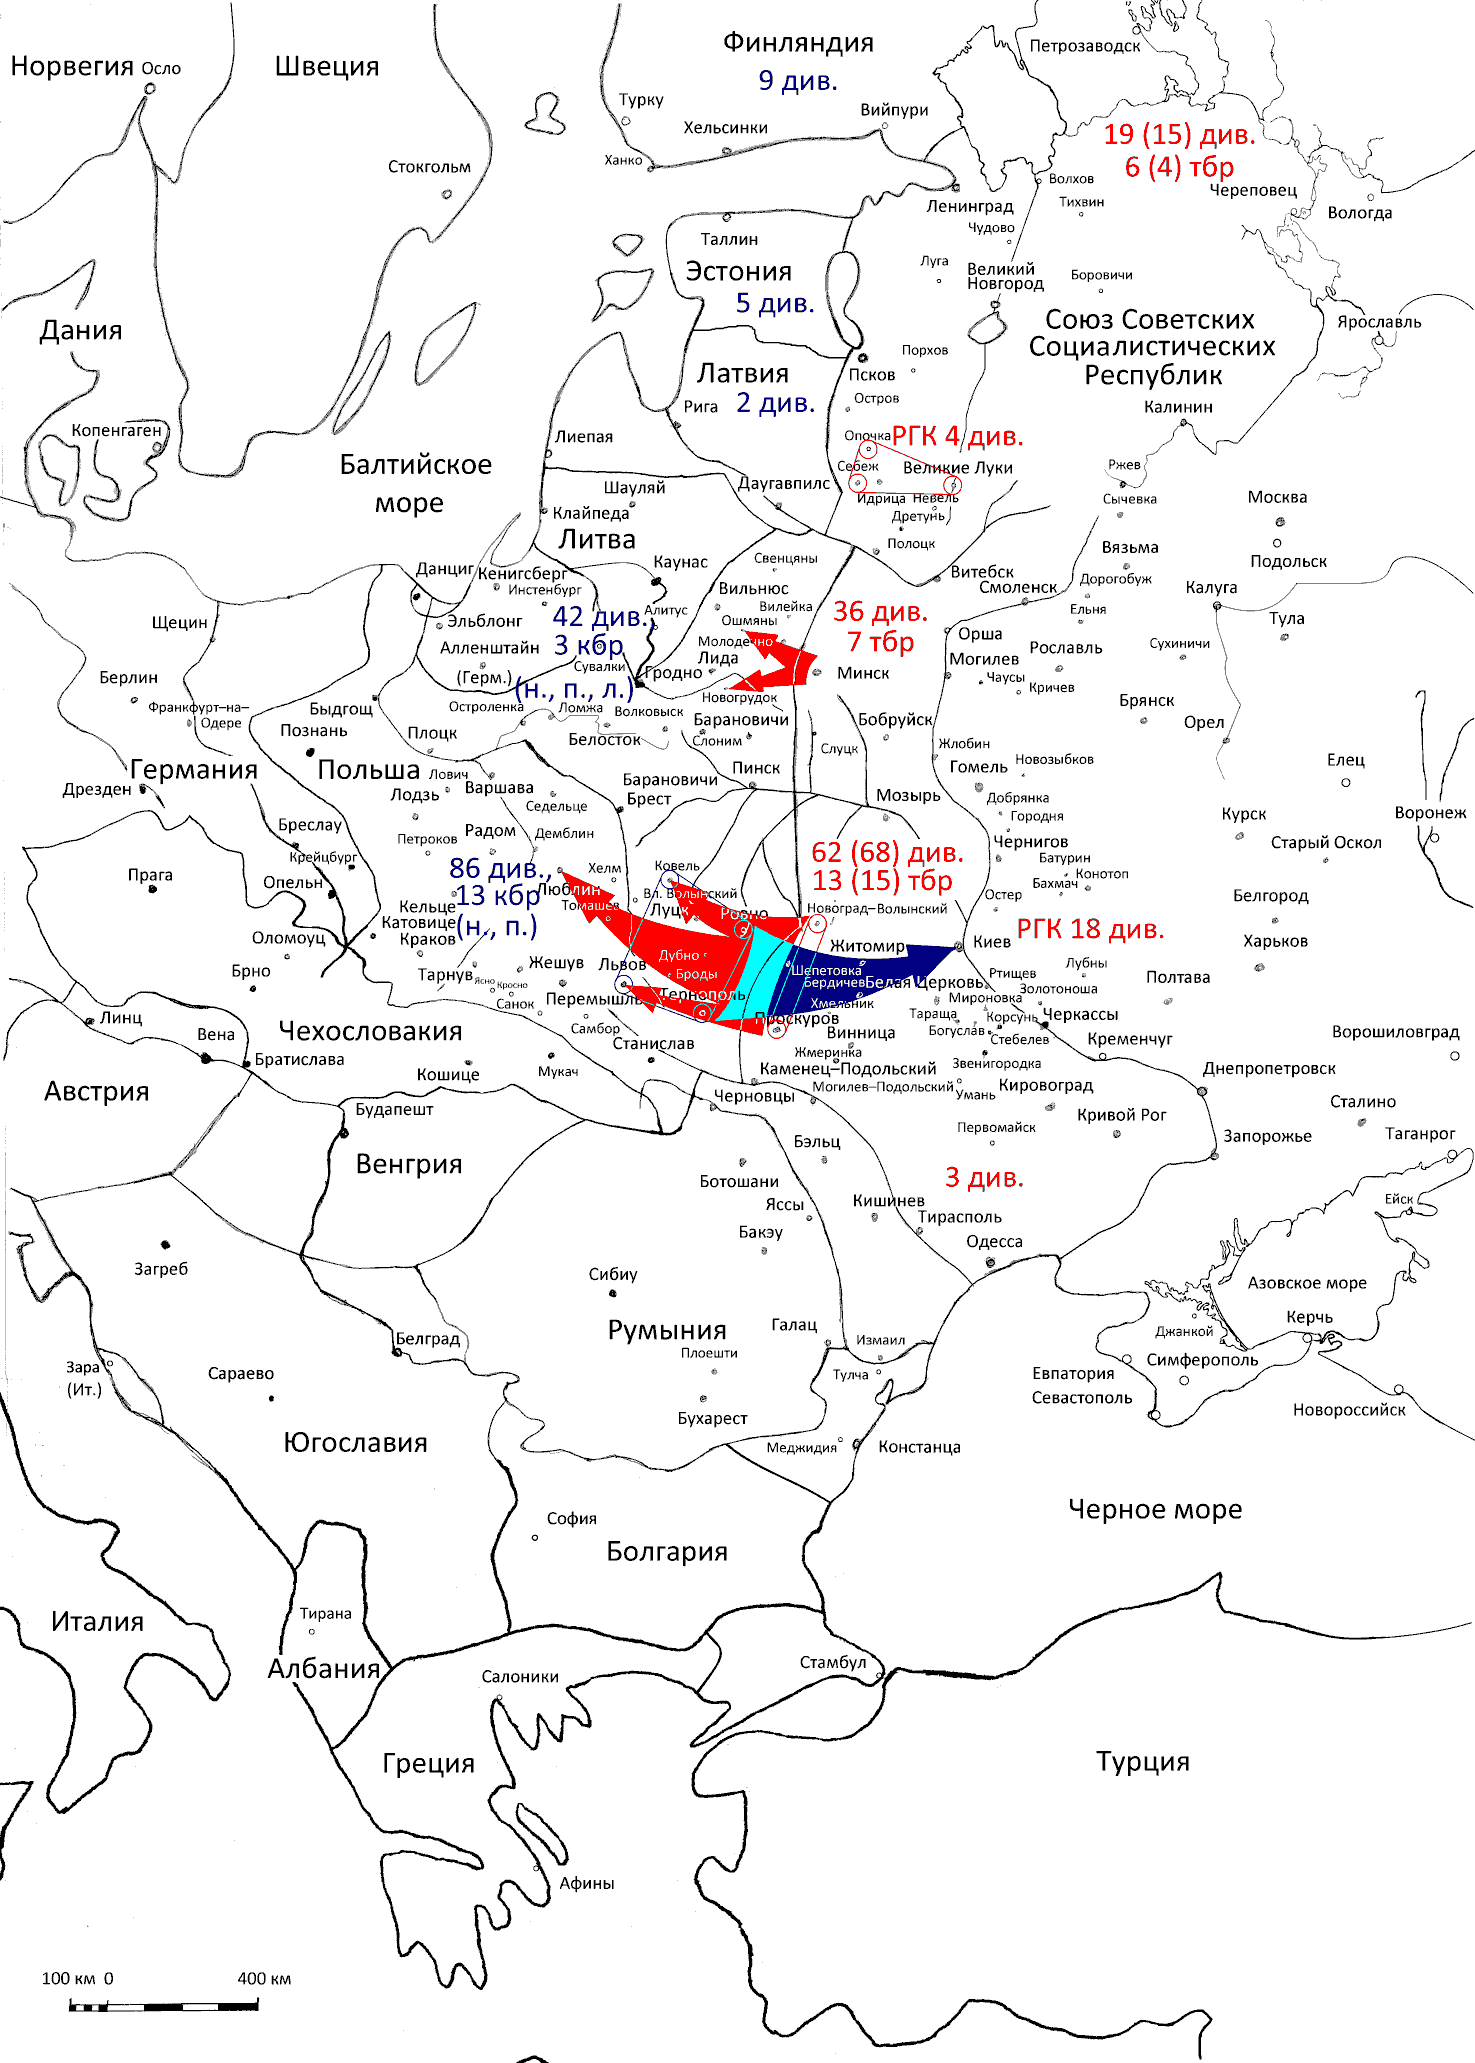 Финляндия
9 див.
Норвегия
Осло
Швеция
Петрозаводск
Турку
Хельсинки
Вийпури
Ханко
Стокгольм
19 (15) див.
6 (4) тбр
Череповец
Вологда
Волхов
Тихвин
Ленинград
Чудово
Таллин
Эстония
5 див.
Луга
Великий
Новгород
Боровичи
Дания
Союз Советских
Социалистических
Республик
Ярославль
Порхов
Псков
Латвия
2 див.
Рига
Остров
Калинин
Копенгаген
Лиепая
Опочка
РГК 4 див.
Балтийское
море
Себеж
Великие Луки
Ржев
Даугавпилс
Шауляй
Идрица
Невель
Сычевка
Москва
Клайпеда
Дретунь
Литва
Полоцк
Вязьма
Подольск
Каунас
Свенцяны
Данциг
Кенигсберг
Инстенбург
Вильнюс
Вилейка
Витебск
Смоленск
Дорогобуж
Калуга
Щецин
Эльблонг
42 див.
3 кбр
(н., п., л.)
Алитус
Ошмяны
36 див.
7 тбр
Ельня
Тула
Алленштайн
(Герм.)
Сувалки
Молодечно
Лида
Орша
Рославль
Сухиничи
Гродно
Минск
Могилев
Чаусы
Кричев
Берлин
Франкфурт–на–
Одере
Быдгощ
Остроленка
Ломжа
Новогрудок
Волковыск
Барановичи
Бобруйск
Брянск
Орел
Познань
Плоцк
Белосток
Слоним
Слуцк
Жлобин
Германия
Польша
Лович
Варшава
Барановичи
Пинск
Гомель
Новозыбков
Елец
Дрезден
Лодзь
Седельце
Брест
Мозырь
Добрянка
Городня
Курск
Воронеж
Бреслау
Петроков
Радом
Демблин
62 (68) див.
13 (15) тбр
Чернигов
Старый Оскол
Крейцбург
86 див.,
13 кбр
(н., п.)
Хелм
Ковель
Батурин
Конотоп
Бахмач
Прага
Опельн
Люблин
Вл. Волынский
Томашев
Луцк
Ровно
Новоград–Волынский
Остер
Белгород
Кельце
Катовице
Краков
РГК 18 див.
Оломоуц
Житомир
Киев
Харьков
Дубно
Брно
Тарнув
Жешув
Львов
Броды
Шепетовка
Бердичев
Белая Церковь
Ртищев
Лубны
Полтава
Ясно
Кросно
Санок
Перемышль
Тернополь
Хмельник
Мироновка
Золотоноша
Линц
Вена
Чехословакия
Самбор
Проскуров
Тараща
Корсунь
Черкассы
Винница
Богуслав
Стебелев
Ворошиловград
Братислава
Станислав
Жмеринка
Кременчуг
Австрия
Кошице
Мукач
Каменец–Подольский
Звенигородка
Днепропетровск
Могилев–Подольский
Умань
Кировоград
Будапешт
Черновцы
Кривой Рог
Сталино
Первомайск
Запорожье
Таганрог
Бэльц
Венгрия
Ботошани
3 див.
Яссы
Кишинев
Тирасполь
Ейск
Бакэу
Одесса
Загреб
Сибиу
Азовское море
Румыния
Галац
Измаил
Керчь
Белград
Джанкой
Плоешти
Симферополь
Зара
(Ит.)
Сараево
Тулча
Евпатория
Севастополь
Бухарест
Новороссийск
Югославия
Меджидия
Констанца
София
Черное море
Болгария
Италия
Тирана
Албания
Салоники
Стамбул
Греция
Турция
Афины
100 км 0 400 км